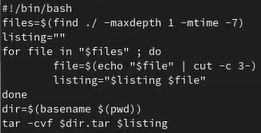 #!/bin/bash
files=$(find ./ -maxdepth 1 -mtime -7)
listing=""
for file in "$files" ; do
        file=$(echo "$file" | cut -c 3-)
        listing="$listing $file"
done
dir=$(basename $(pwd))
tar -cvf $dir.tar $listing